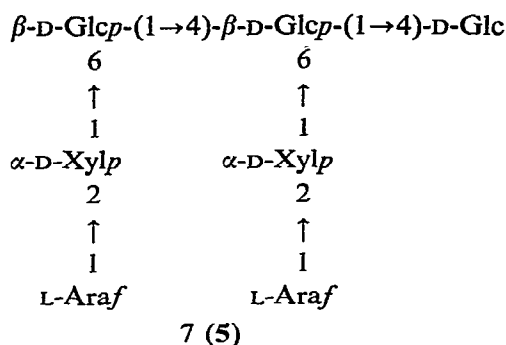 β-D-Glcp-(1→4)-β-D-Glcp-(1→4)-D-Glc
6 6
↑ ↑
1 1
α-D-Xylp α-D-Xylp
2 2
↑ ↑
1 1
L-Araf L-Araf
7 (5)